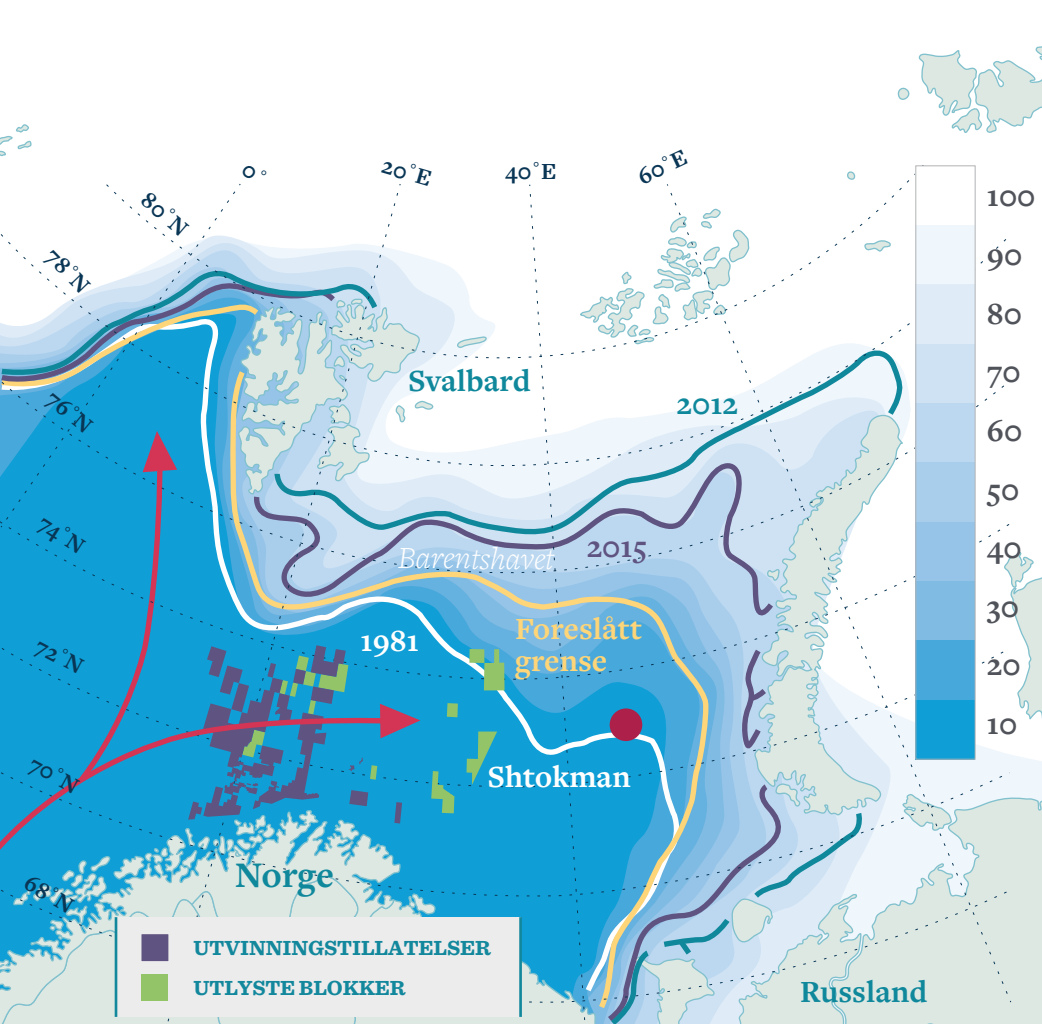 0°
20°E
40°E
60°E
80°N
78°N
76°N
74°N
72°N
70°N
68°N
100
90
80
70
60
50
40
30
20
10
Svalbard
2012
2015
Barentshavet
1981
Foreslått
grense
Shtokman
Norge
UTVINNINGSTILLATELSER
UTLYSTE BLOKKER
Russland